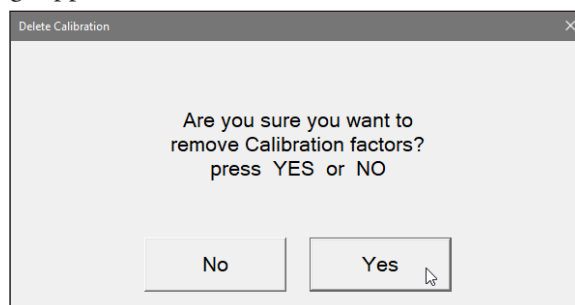 Delete Calibration
Are you sure you want to
remove Calibration factors?
press YES or NO
No
Yes